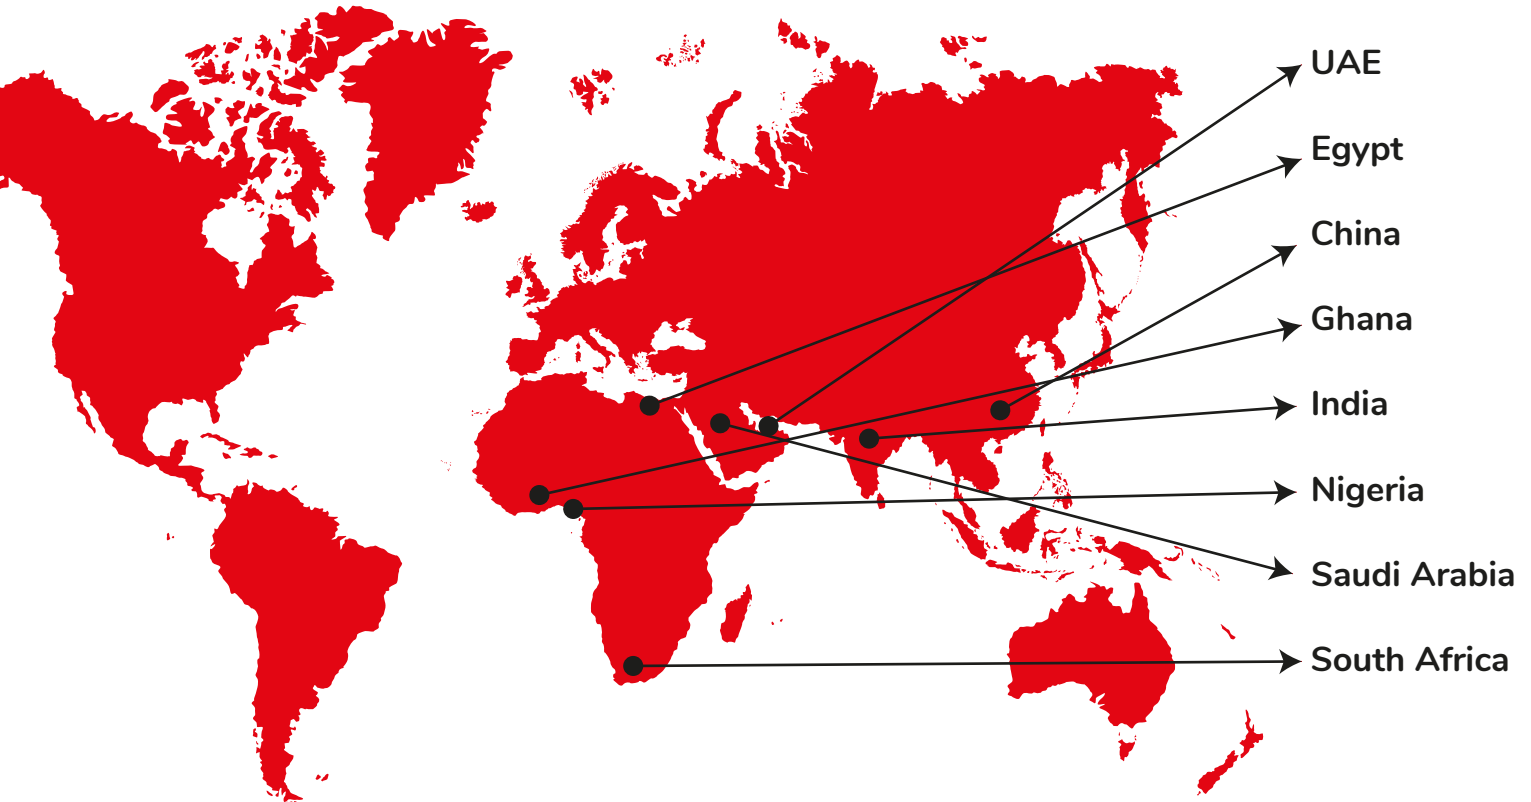 UAE
Egypt
China
Ghana
India
Nigeria
Saudi Arabia
South Africa